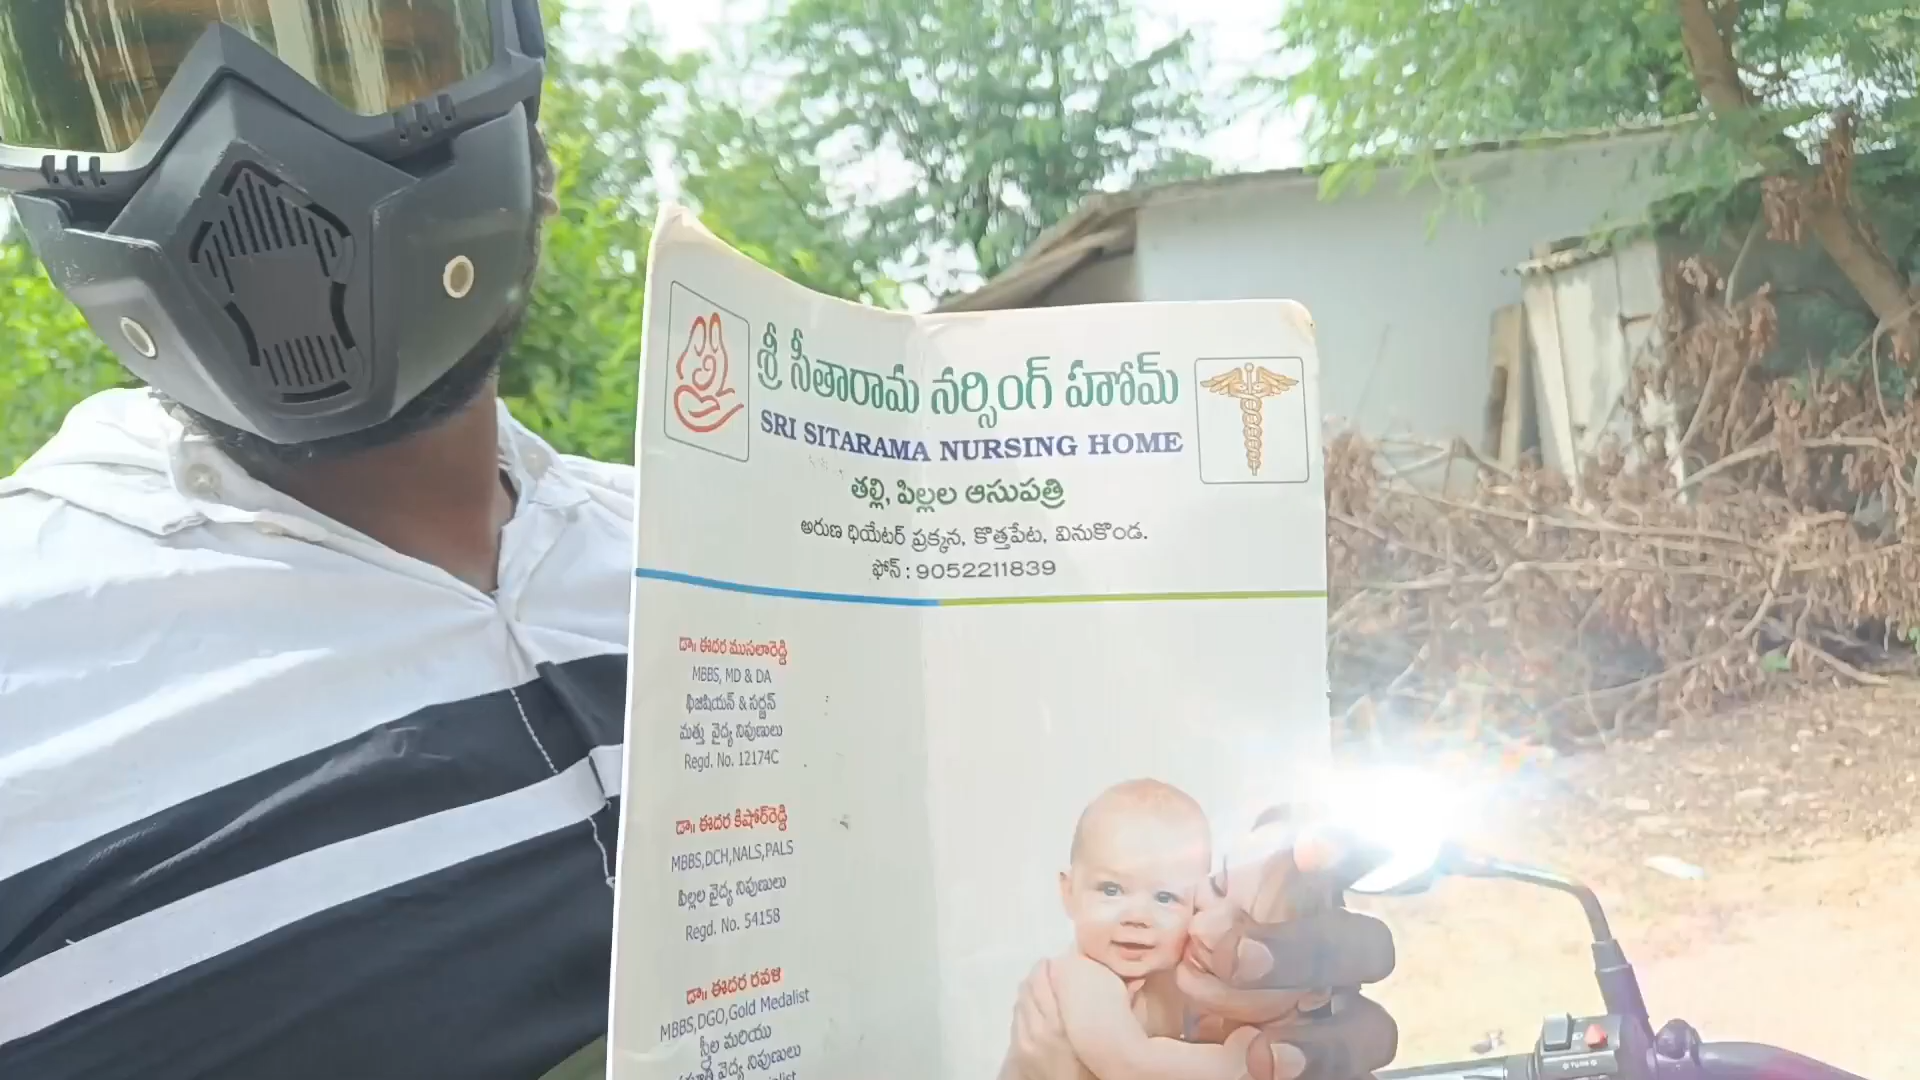 శ్రీ సీతారామ నర్సింగ్ హోమ్
SRI SITARAMA NURSING HOME
తల్లి, పిల్లల ఆసుపత్రి
అరుణ ధియేటర్ ప్రక్కన, కొత్తపేట, వినుకొండ.
ఫోన్ : 9052211839
డా॥ ఈదర ముసలారెడ్డి
MBBS, MD & DA
ఫిజిషియన్ & సర్జన్
మత్తు వైద్య నిపుణులు
Regd. No. 12174C
డా॥ ఈదర కిషోర్‌రెడ్డి
MBBS,DCH,NALS,PALS
పిల్లల వైద్య నిపుణులు
Regd. No. 54158
డా॥ ఈదర రవళి
MBBS,DGO,Gold Medalist
స్త్రీల మరియు
వైద్య నిపుణులు